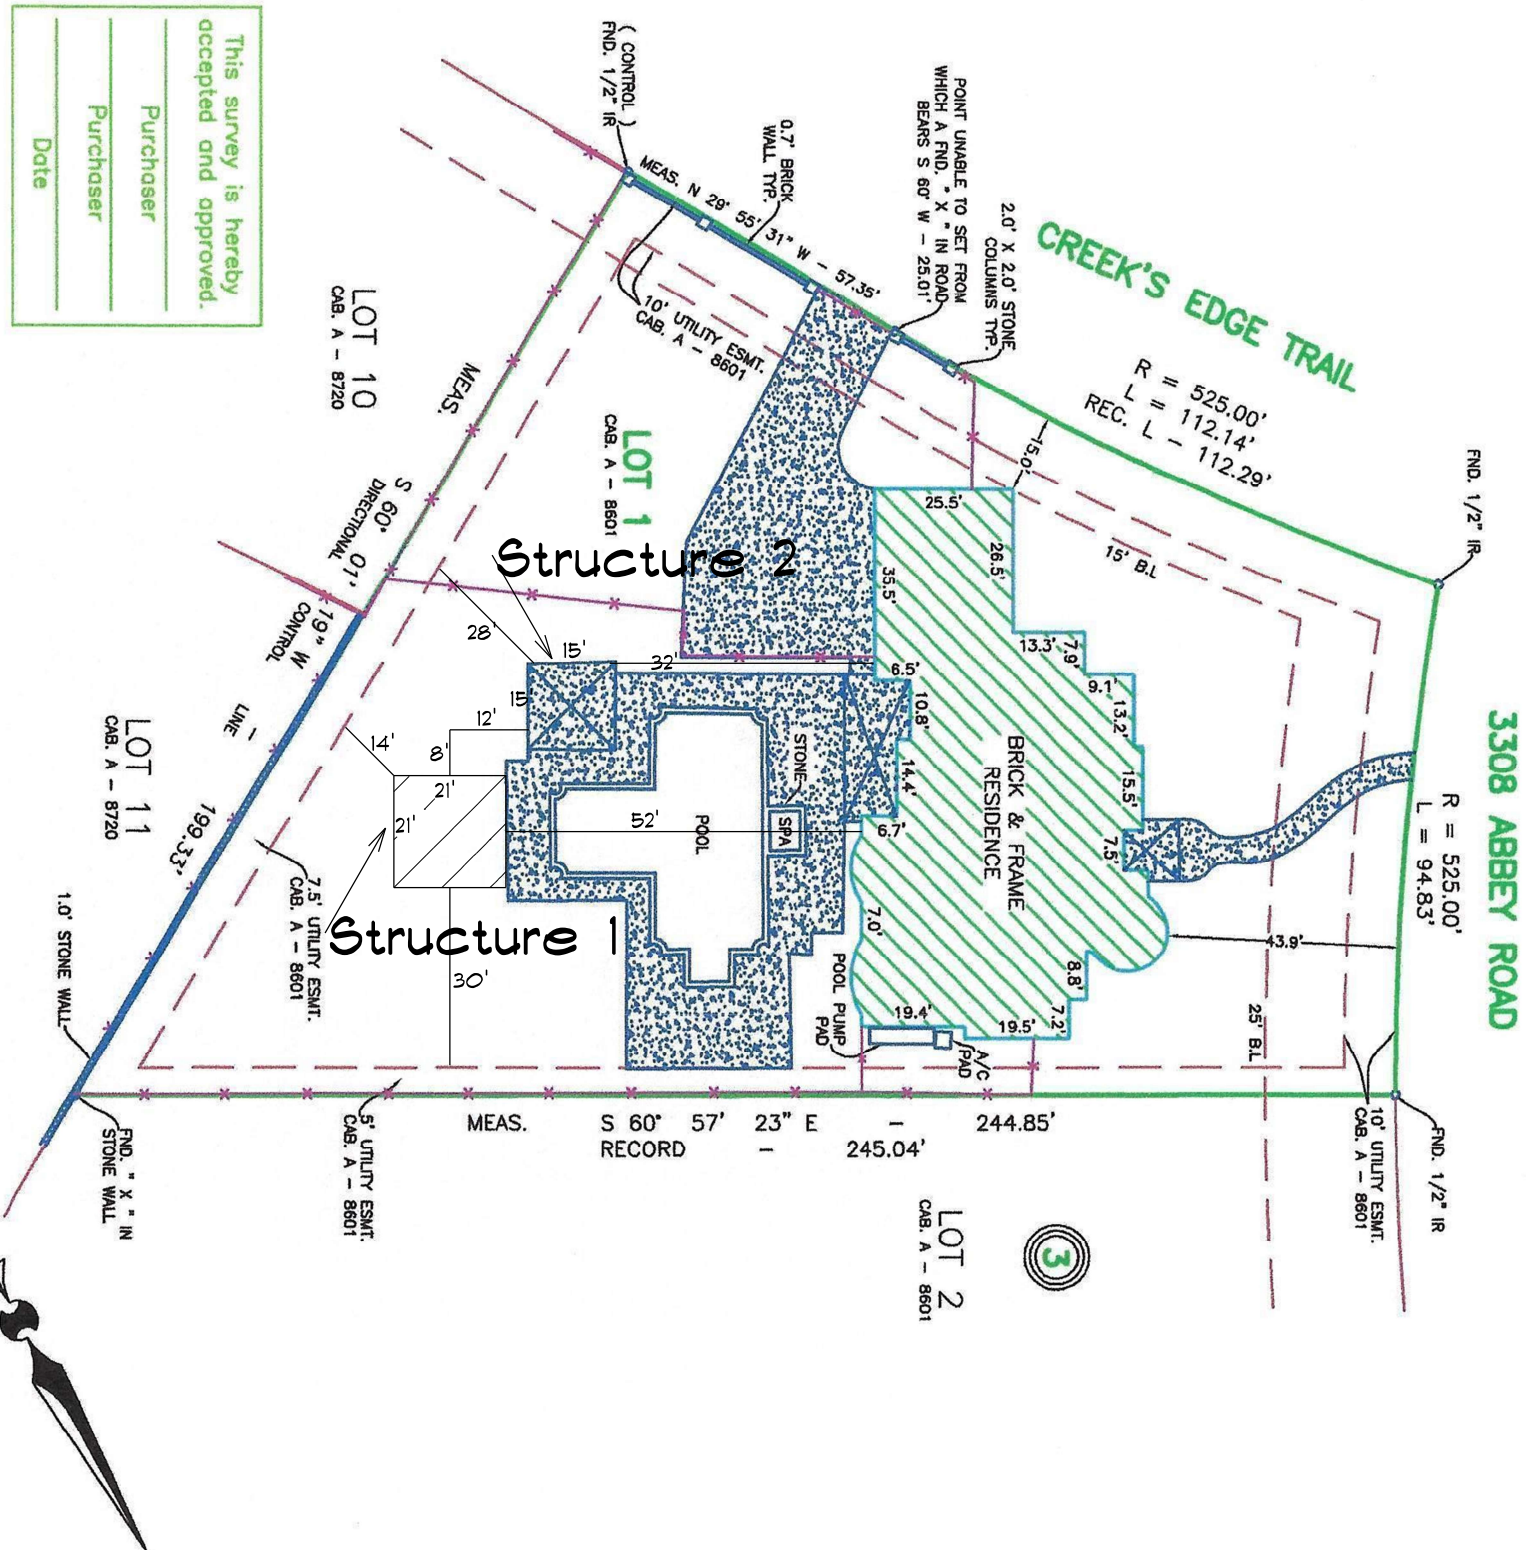 This survey is hereby
accepted and approved.
Purchaser
Purchaser
Date
( CONTROL )
FND. 1/2" IR
MEAS. N 29° 55' 31" W - 57.35'
0.7' BRICK
WALL TYP.
POINT UNABLE TO SET FROM
WHICH A FND. " X " IN ROAD
BEARS S 60° W - 25.01'
2.0' X 2.0' STONE
COLUMNS TYP.
CREEK'S EDGE TRAIL
R = 525.00'
L = 112.14'
REC. L - 112.29'
FND. 1/2" IR
3308 ABBEY ROAD
R = 525.00'
L = 94.83'
10' UTILITY ESMT.
CAB. A - 8601
LOT 10
CAB. A - 8720
MEAS.
S 60° 01' 19" W
DIRECTIONAL CONTROL
LINE -
199.33'
LOT 1
CAB. A - 8601
15.0'
15' B.L
25.5'
26.5'
35.5'
13.3'
7.9'
9.1'
13.2'
15.5'
7.5'
6.5'
10.8'
14.4'
6.7'
7.0'
8.8'
7.2'
19.4'
19.5'
43.9'
25' B.L
BRICK & FRAME
RESIDENCE
Structure 2
28'
15'
32'
15
12'
8'
14'
21'
21'
52'
30'
STONE
SPA
POOL
Structure 1
POOL PUMP
PAD
A/C
PAD
LOT 11
CAB. A - 8720
7.5' UTILITY ESMT.
CAB. A - 8601
1.0' STONE WALL
FND. " X " IN
STONE WALL
5' UTILITY ESMT.
CAB. A - 8601
MEAS. S 60° 57' 23" E - 244.85'
RECORD - 245.04'
LOT 2
CAB. A - 8601
3
10' UTILITY ESMT.
CAB. A - 8601
FND. 1/2" IR